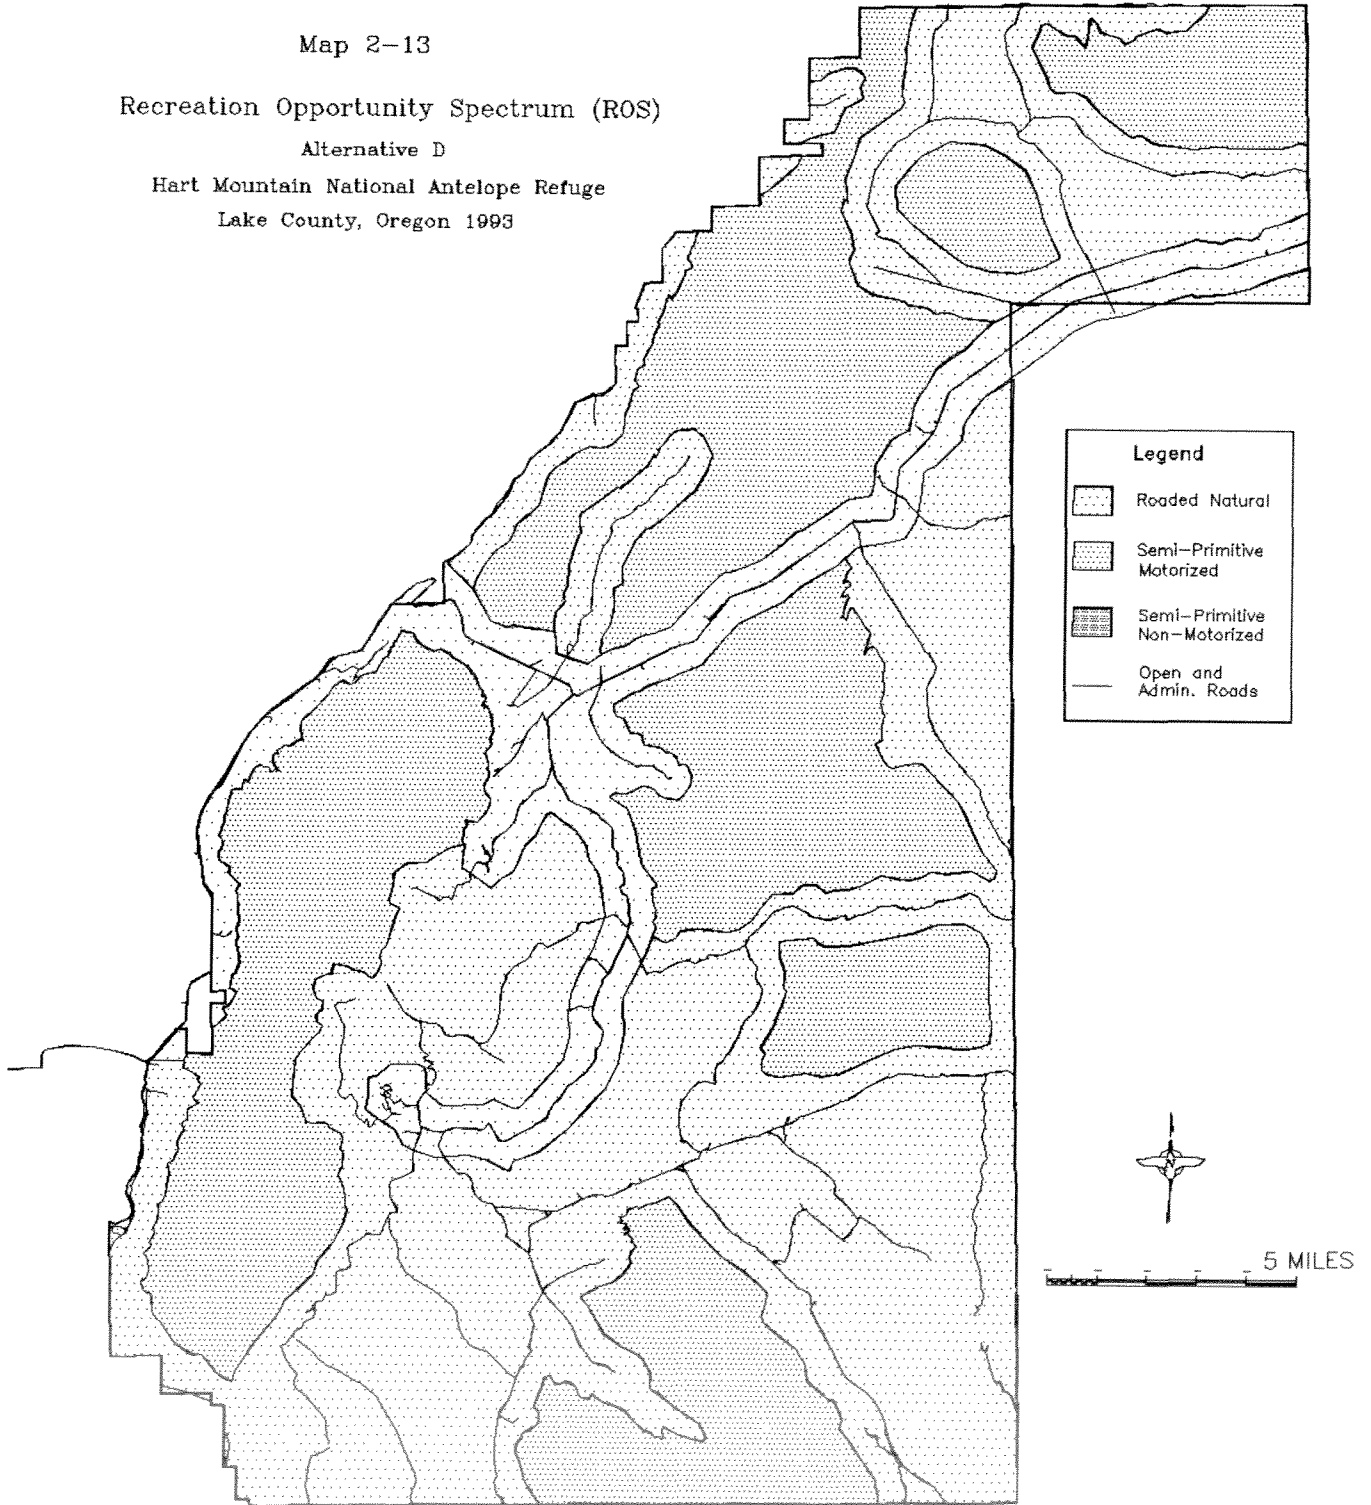 Map 2-13
Recreation Opportunity Spectrum (ROS)
Alternative D
Hart Mountain National Antelope Refuge
Lake County, Oregon 1993
Legend
Roaded Natural
Semi-Primitive
Motorized
Semi-Primitive
Non-Motorized
Open and
Admin. Roads
N
5 MILES